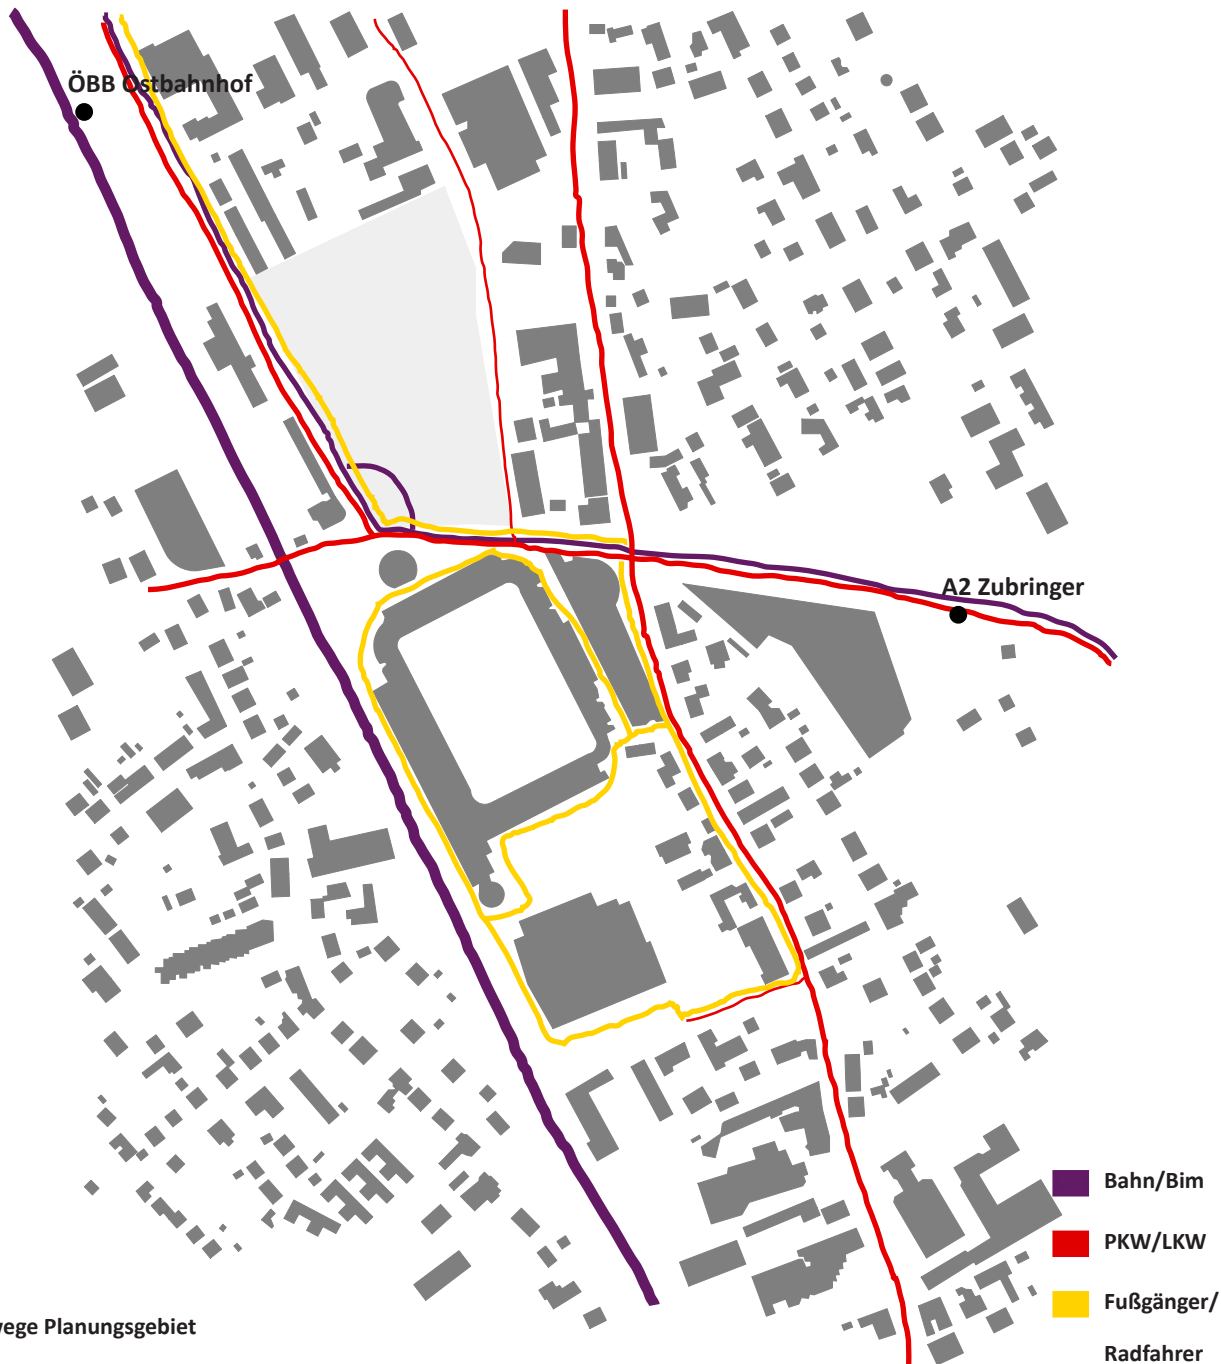 ÖBB Ostbahnhof
A2 Zubringer
Bahn/Bim
PKW/LKW
Fußgänger/
Radfahrer
Planungsgebiet